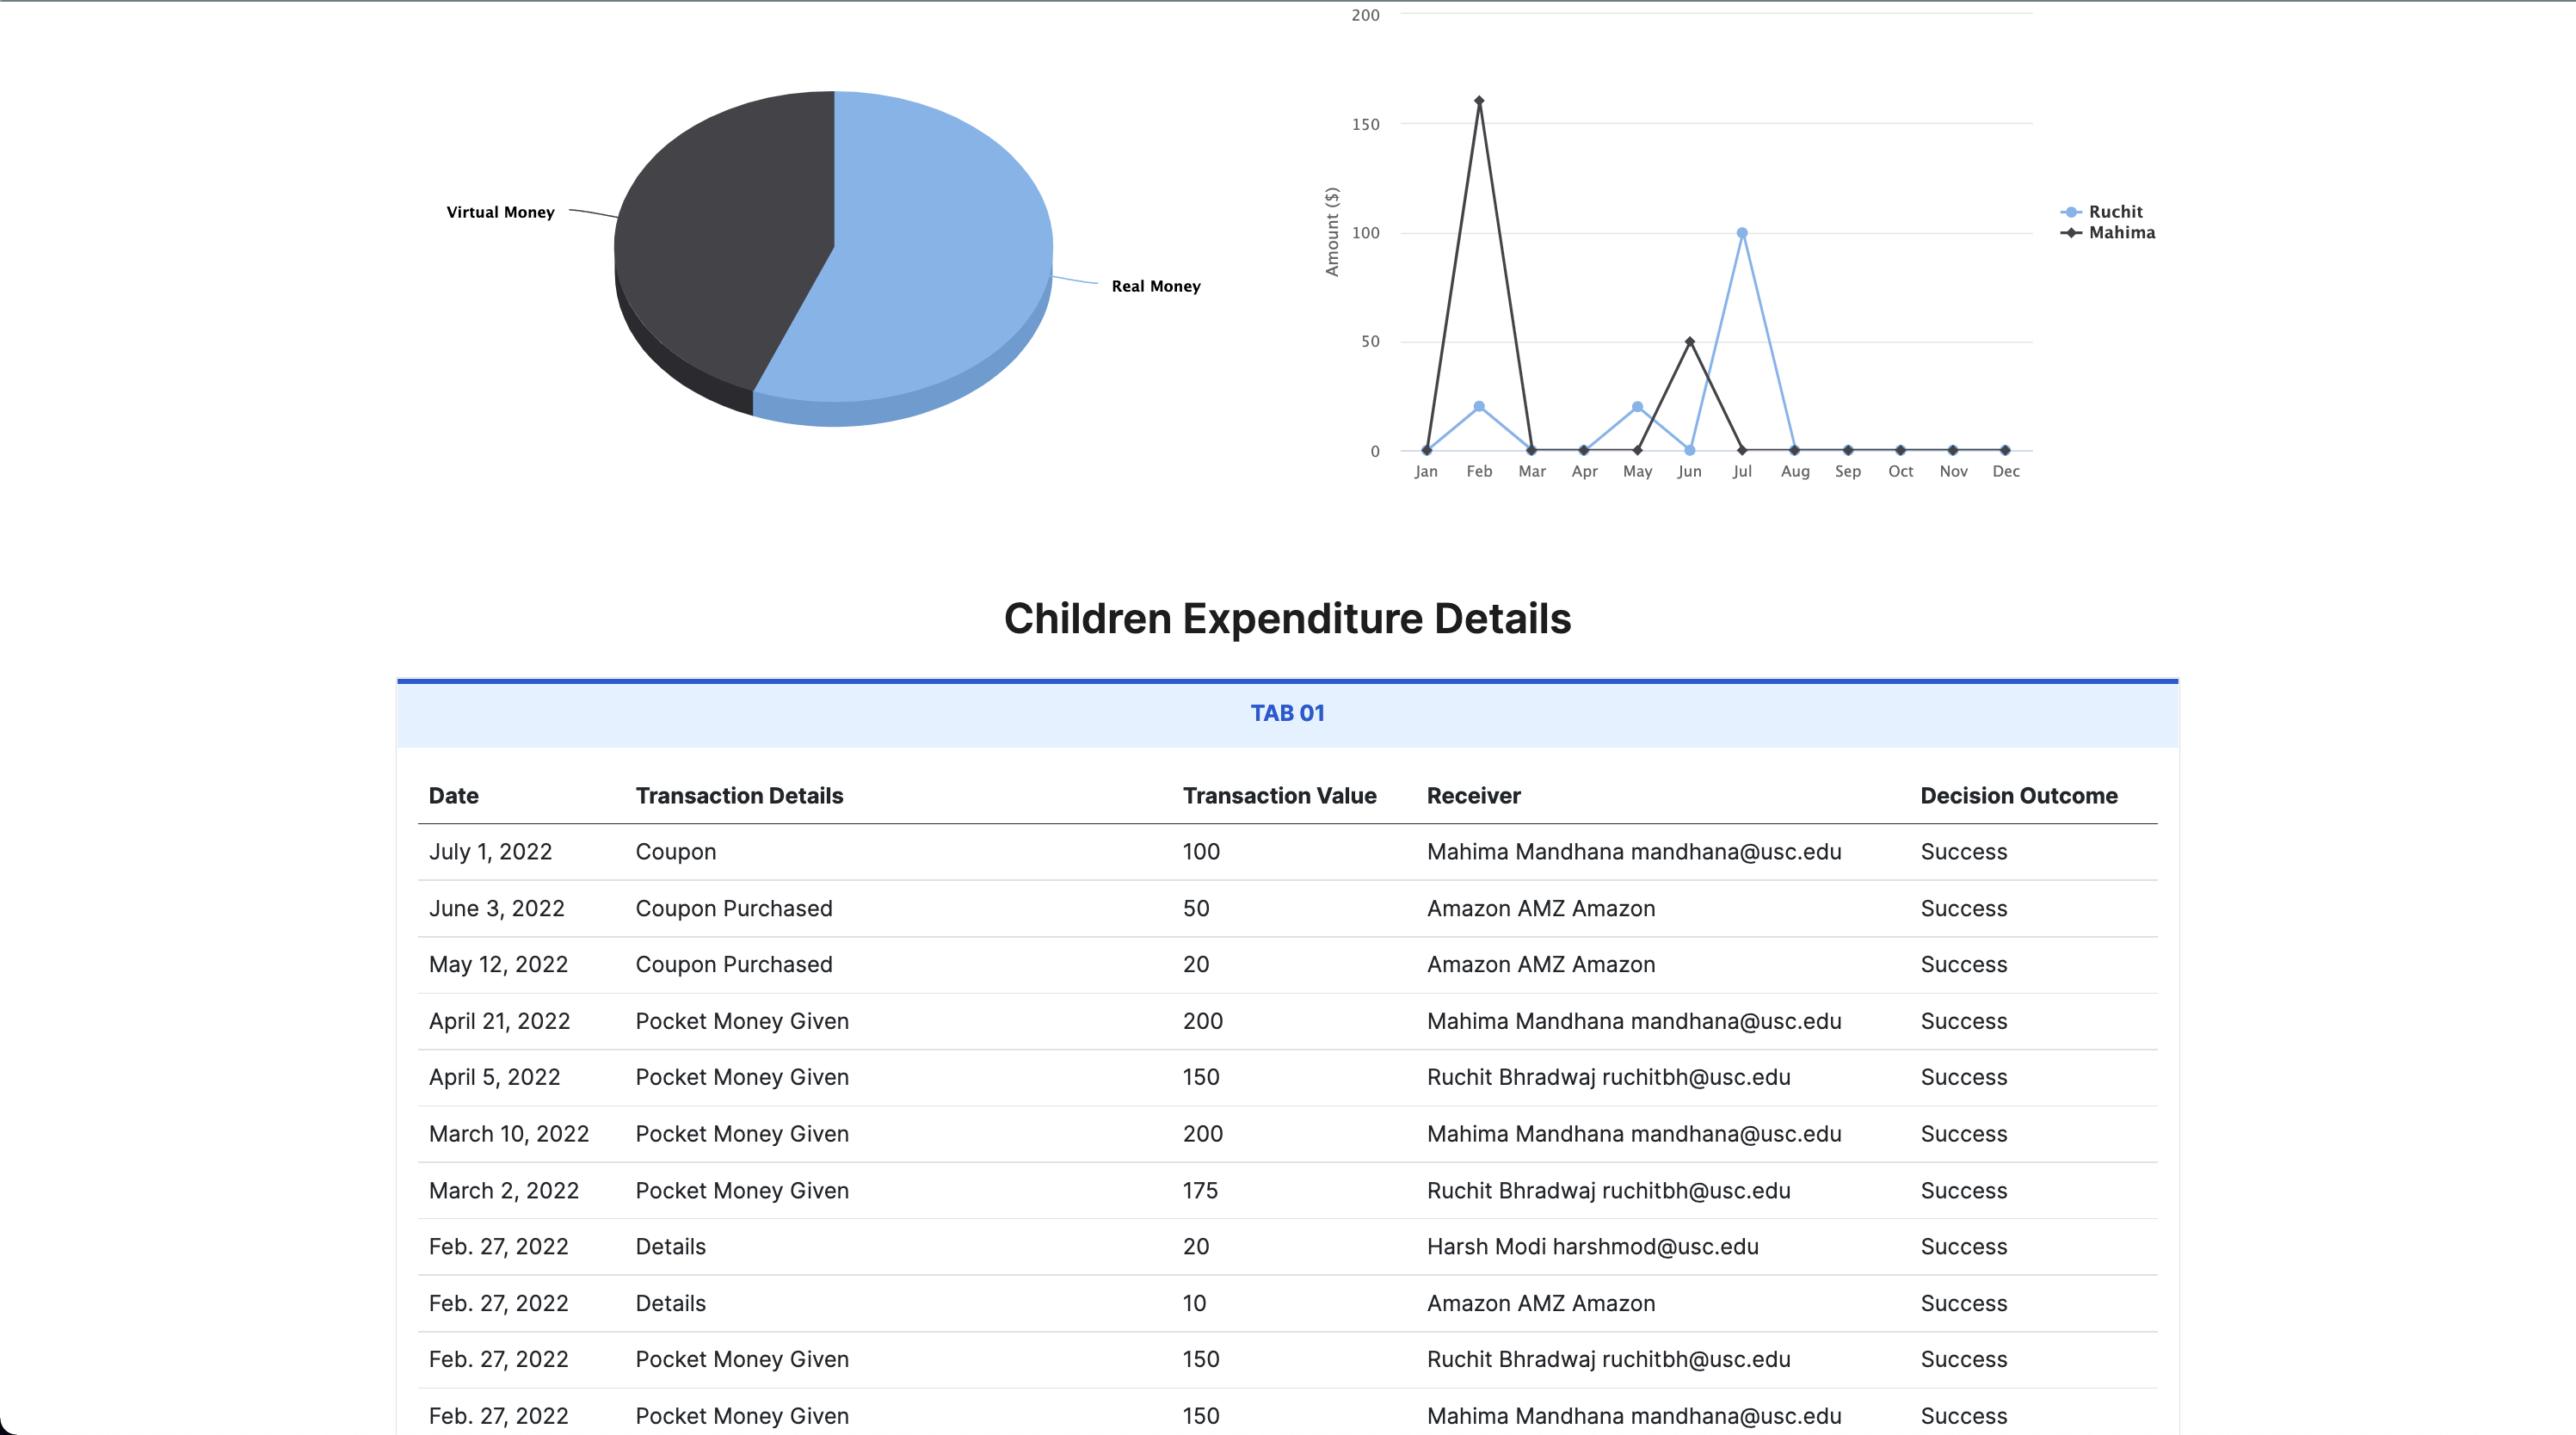 Virtual Money
Real Money
200
150
100
50
0
Amount ($)
Jan Feb Mar Apr May Jun Jul Aug Sep Oct Nov Dec
Ruchit
Mahima
Children Expenditure Details
TAB 01
Date Transaction Details Transaction Value Receiver Decision Outcome
July 1, 2022 Coupon 100 Mahima Mandhana mandhana@usc.edu Success
June 3, 2022 Coupon Purchased 50 Amazon AMZ Amazon Success
May 12, 2022 Coupon Purchased 20 Amazon AMZ Amazon Success
April 21, 2022 Pocket Money Given 200 Mahima Mandhana mandhana@usc.edu Success
April 5, 2022 Pocket Money Given 150 Ruchit Bhradwaj ruchitbh@usc.edu Success
March 10, 2022 Pocket Money Given 200 Mahima Mandhana mandhana@usc.edu Success
March 2, 2022 Pocket Money Given 175 Ruchit Bhradwaj ruchitbh@usc.edu Success
Feb. 27, 2022 Details 20 Harsh Modi harshmod@usc.edu Success
Feb. 27, 2022 Details 10 Amazon AMZ Amazon Success
Feb. 27, 2022 Pocket Money Given 150 Ruchit Bhradwaj ruchitbh@usc.edu Success
Feb. 27, 2022 Pocket Money Given 150 Mahima Mandhana mandhana@usc.edu Success